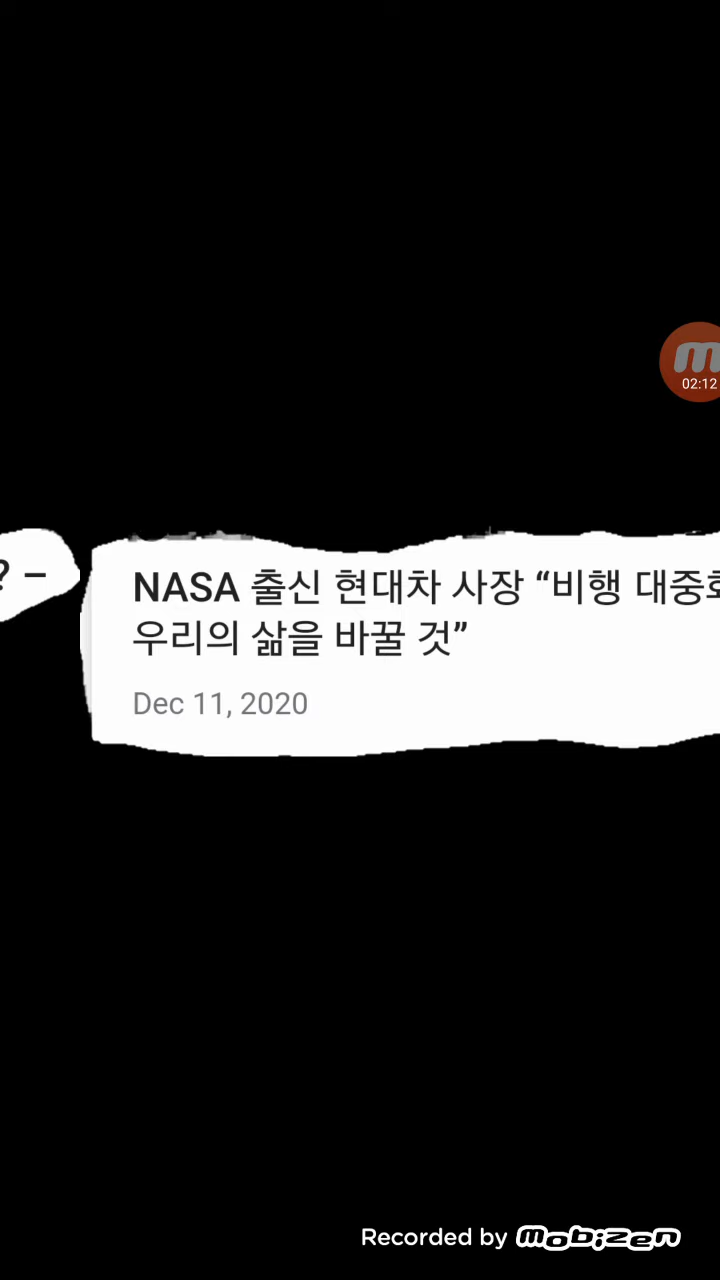 02:12
? –
NASA 출신 현대차 사장 “비행 대중화
우리의 삶을 바꿀 것”
Dec 11, 2020
Recorded by mobizen